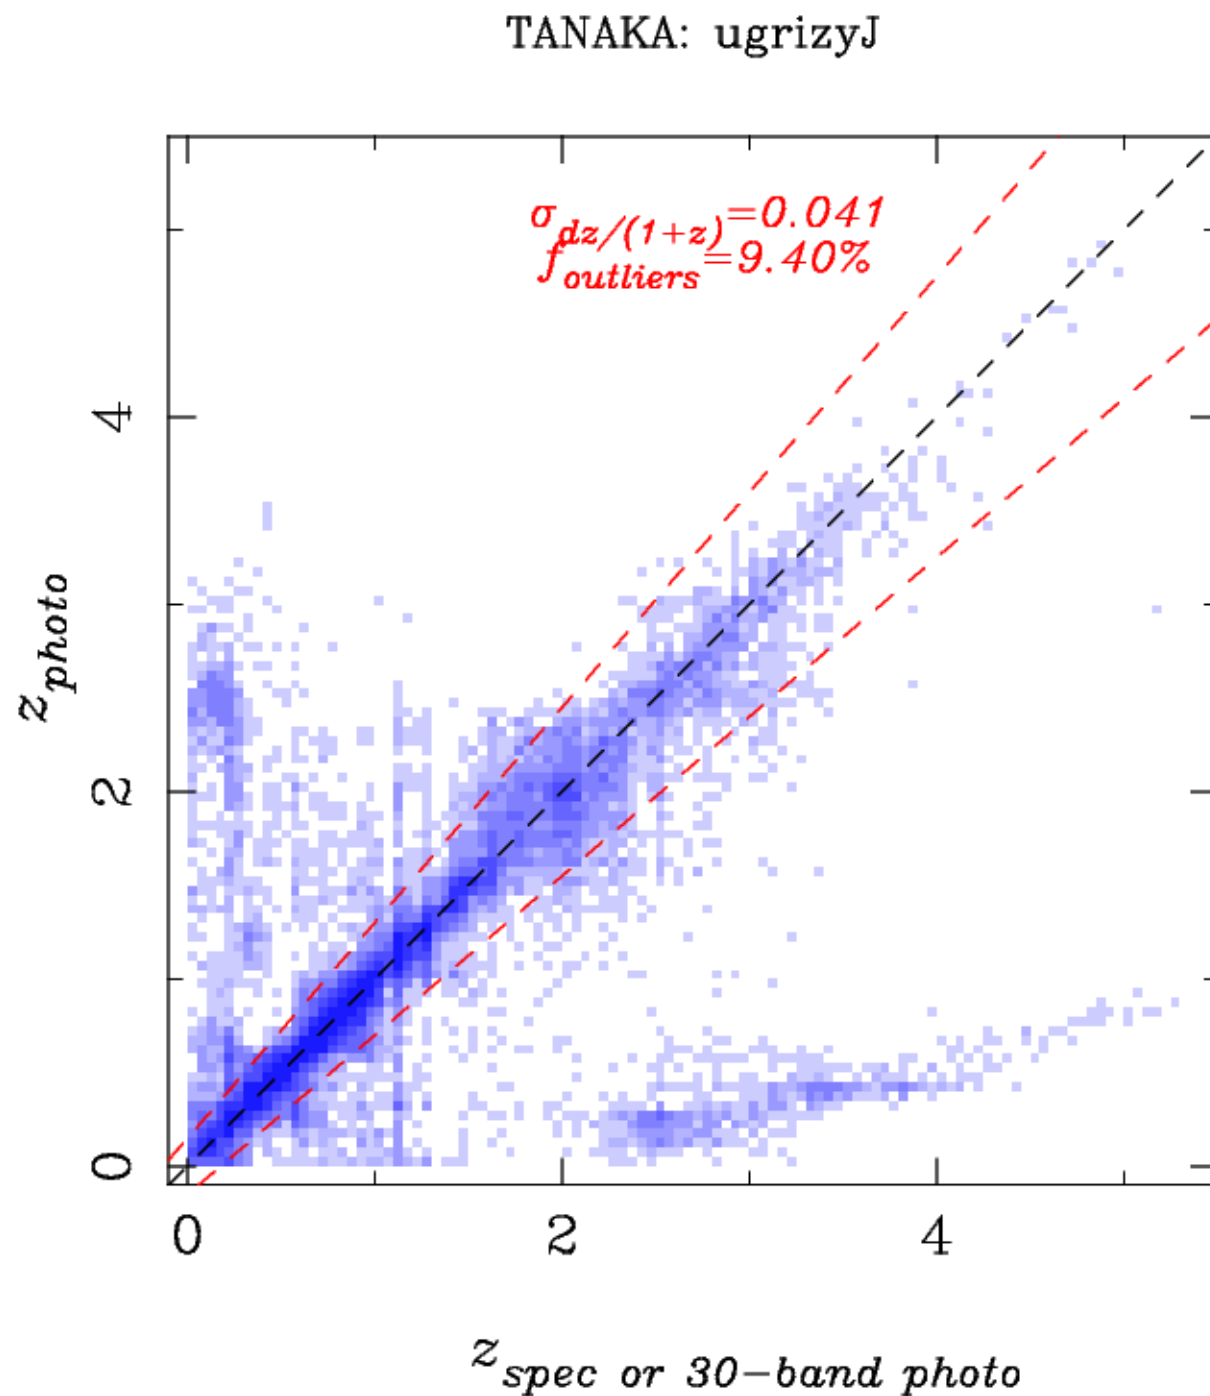 TANAKA: ugrizyJ
σdz/(1+z)=0.041
foutliers=9.40%
4
2
0
zphoto
0 2 4
zspec or 30-band photo